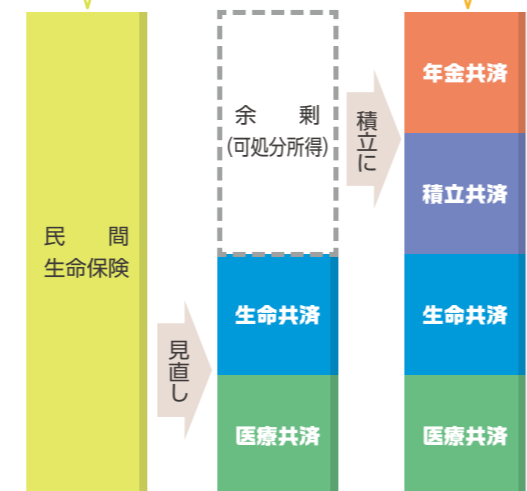 民　　間
生命保険
見直し
余　　剰
(可処分所得)
生命共済
医療共済
積立に
年金共済
積立共済
生命共済
医療共済